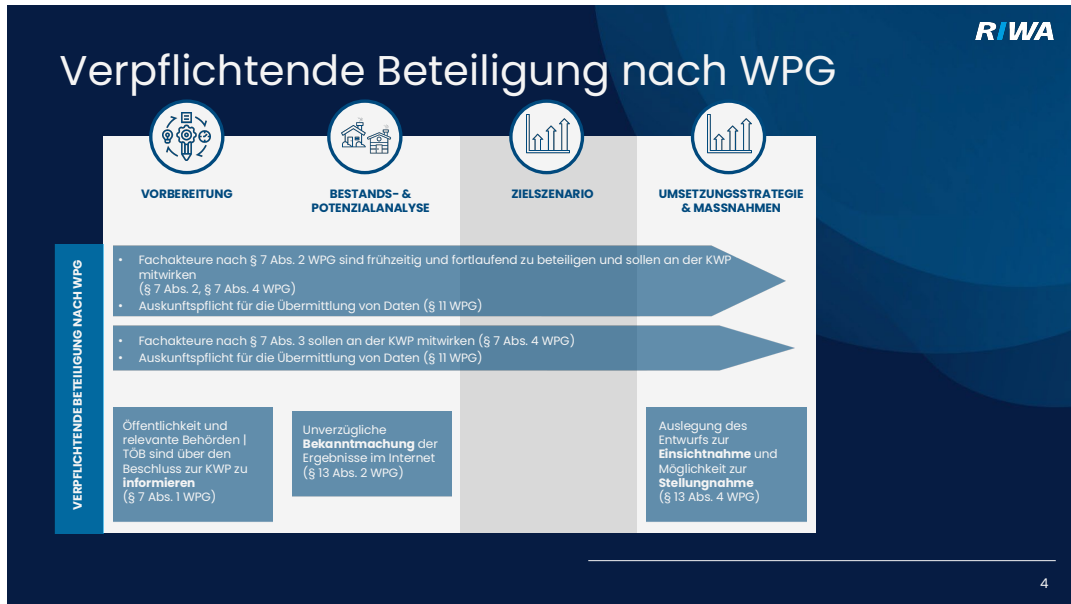 RIWA
Verpflichtende Beteiligung nach WPG
VORBEREITUNG
BESTANDS- &
POTENZIALANALYSE
ZIELSZENARIO
UMSETZUNGSSTRATEGIE
& MASSNAHMEN
VERPFLICHTENDE BETEILIGUNG NACH WPG
• Fachakteure nach § 7 Abs. 2 WPG sind frühzeitig und fortlaufend zu beteiligen und sollen an der KWP
mitwirken
(§ 7 Abs. 2, § 7 Abs. 4 WPG)
• Auskunftspflicht für die Übermittlung von Daten (§ 11 WPG)
• Fachakteure nach § 7 Abs. 3 sollen an der KWP mitwirken (§ 7 Abs. 4 WPG)
• Auskunftspflicht für die Übermittlung von Daten (§ 11 WPG)
Öffentlichkeit und
relevante Behörden |
TÖB sind über den
Beschluss zur KWP zu
informieren
(§ 7 Abs. 1 WPG)
Unverzügliche
Bekanntmachung der
Ergebnisse im Internet
(§ 13 Abs. 2 WPG)
Auslegung des
Entwurfs zur
Einsichtnahme und
Möglichkeit zur
Stellungnahme
(§ 13 Abs. 4 WPG)
4